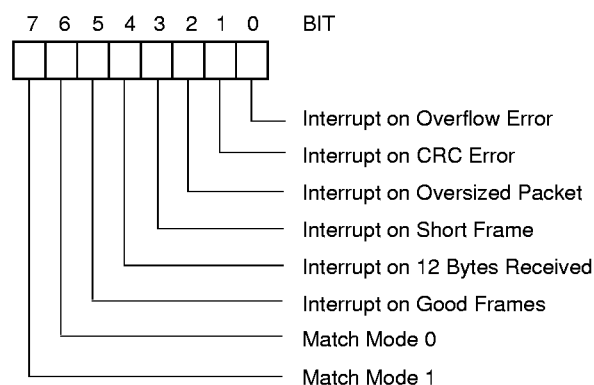 7 6 5 4 3 2 1 0 BIT
Interrupt on Overflow Error
Interrupt on CRC Error
Interrupt on Oversized Packet
Interrupt on Short Frame
Interrupt on 12 Bytes Received
Interrupt on Good Frames
Match Mode 0
Match Mode 1